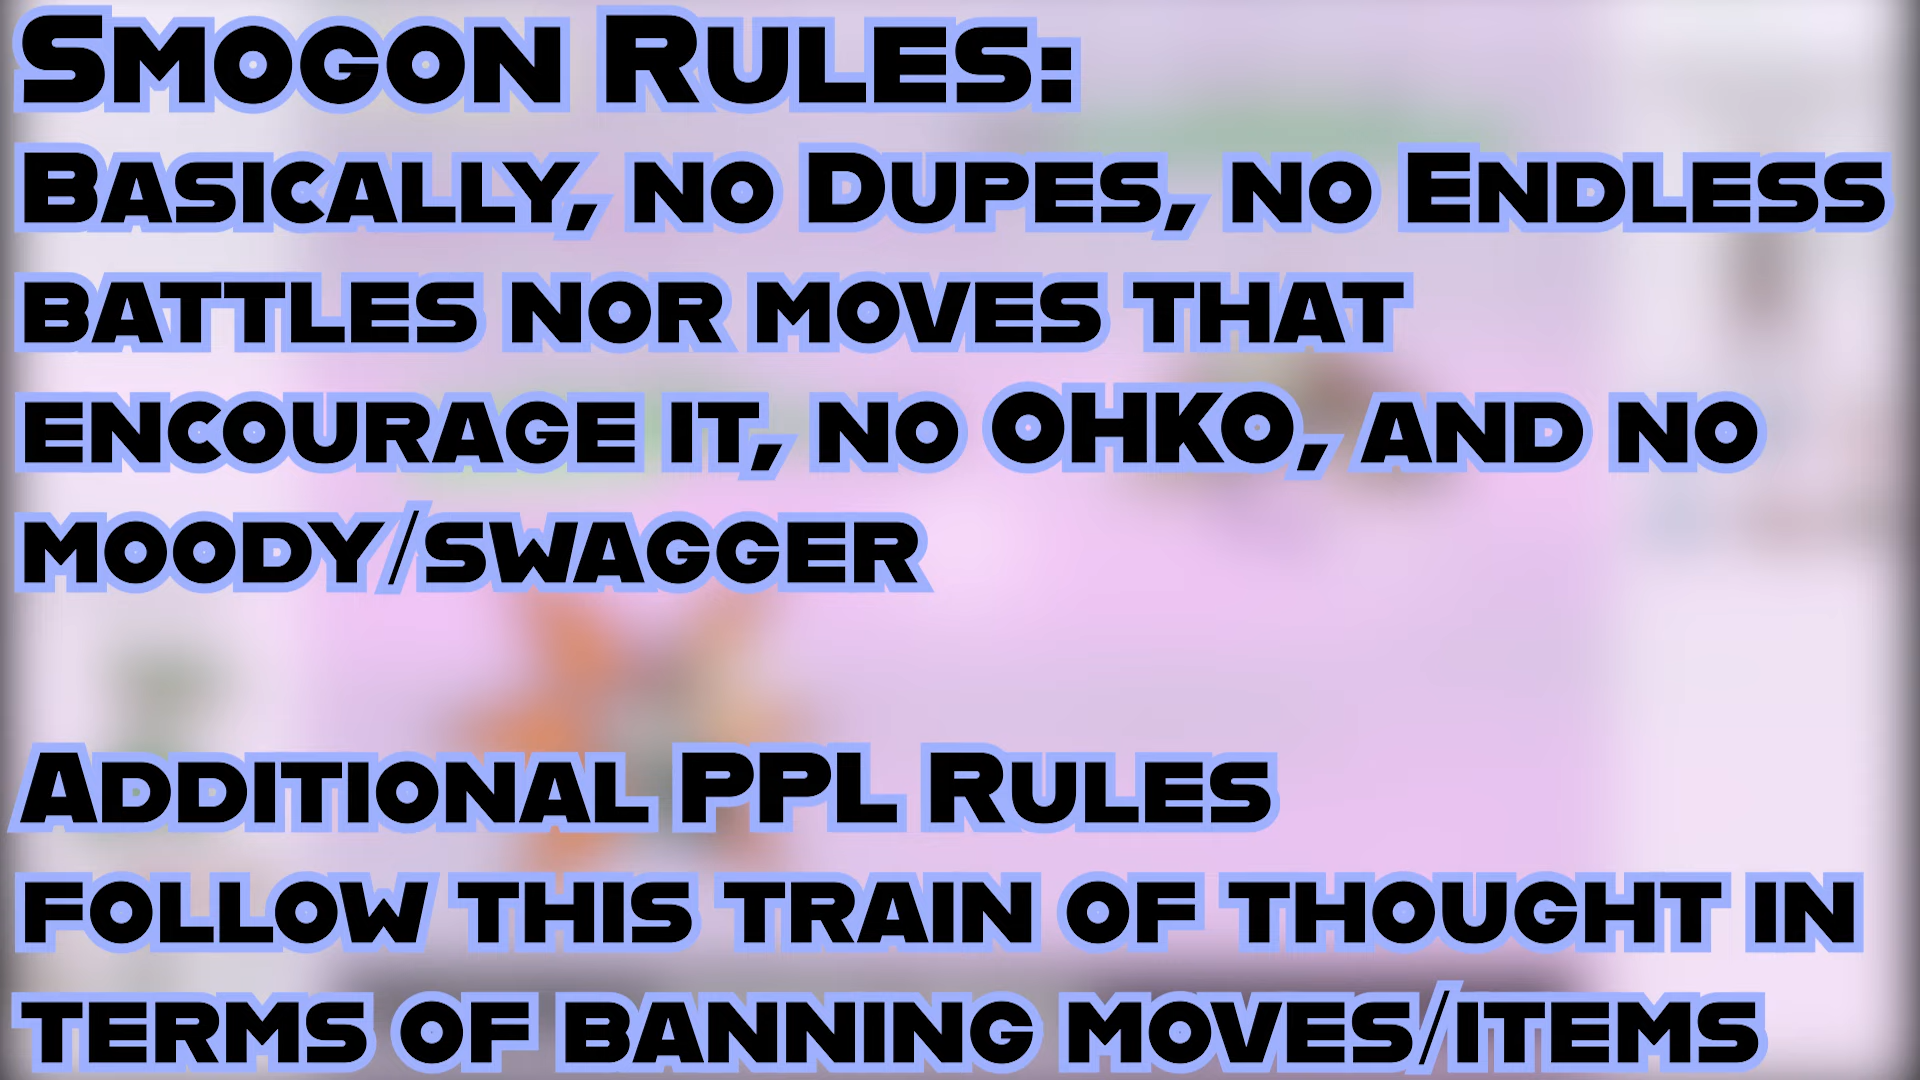 Smogon Rules:
Basically, no Dupes, no Endless
battles nor moves that
encourage it, no OHKO, and no
moody/swagger
Additional PPL Rules
follow this train of thought in
terms of banning moves/items